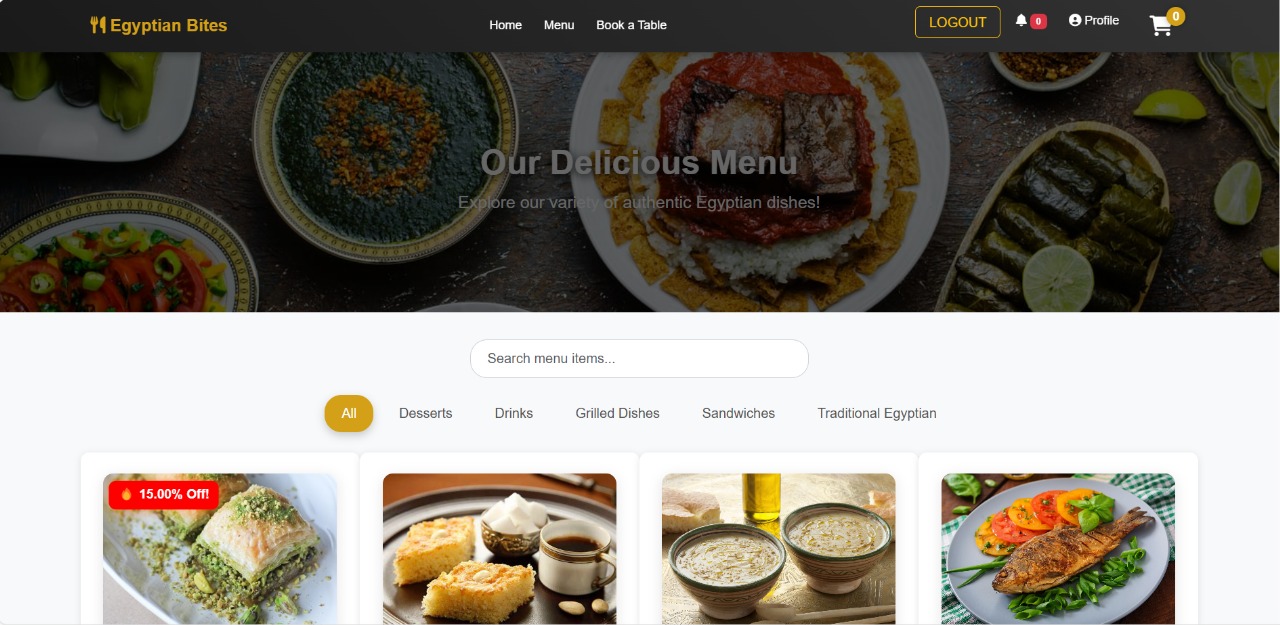 Egyptian Bites
Home Menu Book a Table
LOGOUT 0 Profile 0
Our Delicious Menu
Explore our variety of authentic Egyptian dishes!
Search menu items...
All Desserts Drinks Grilled Dishes Sandwiches Traditional Egyptian
15.00% Off!